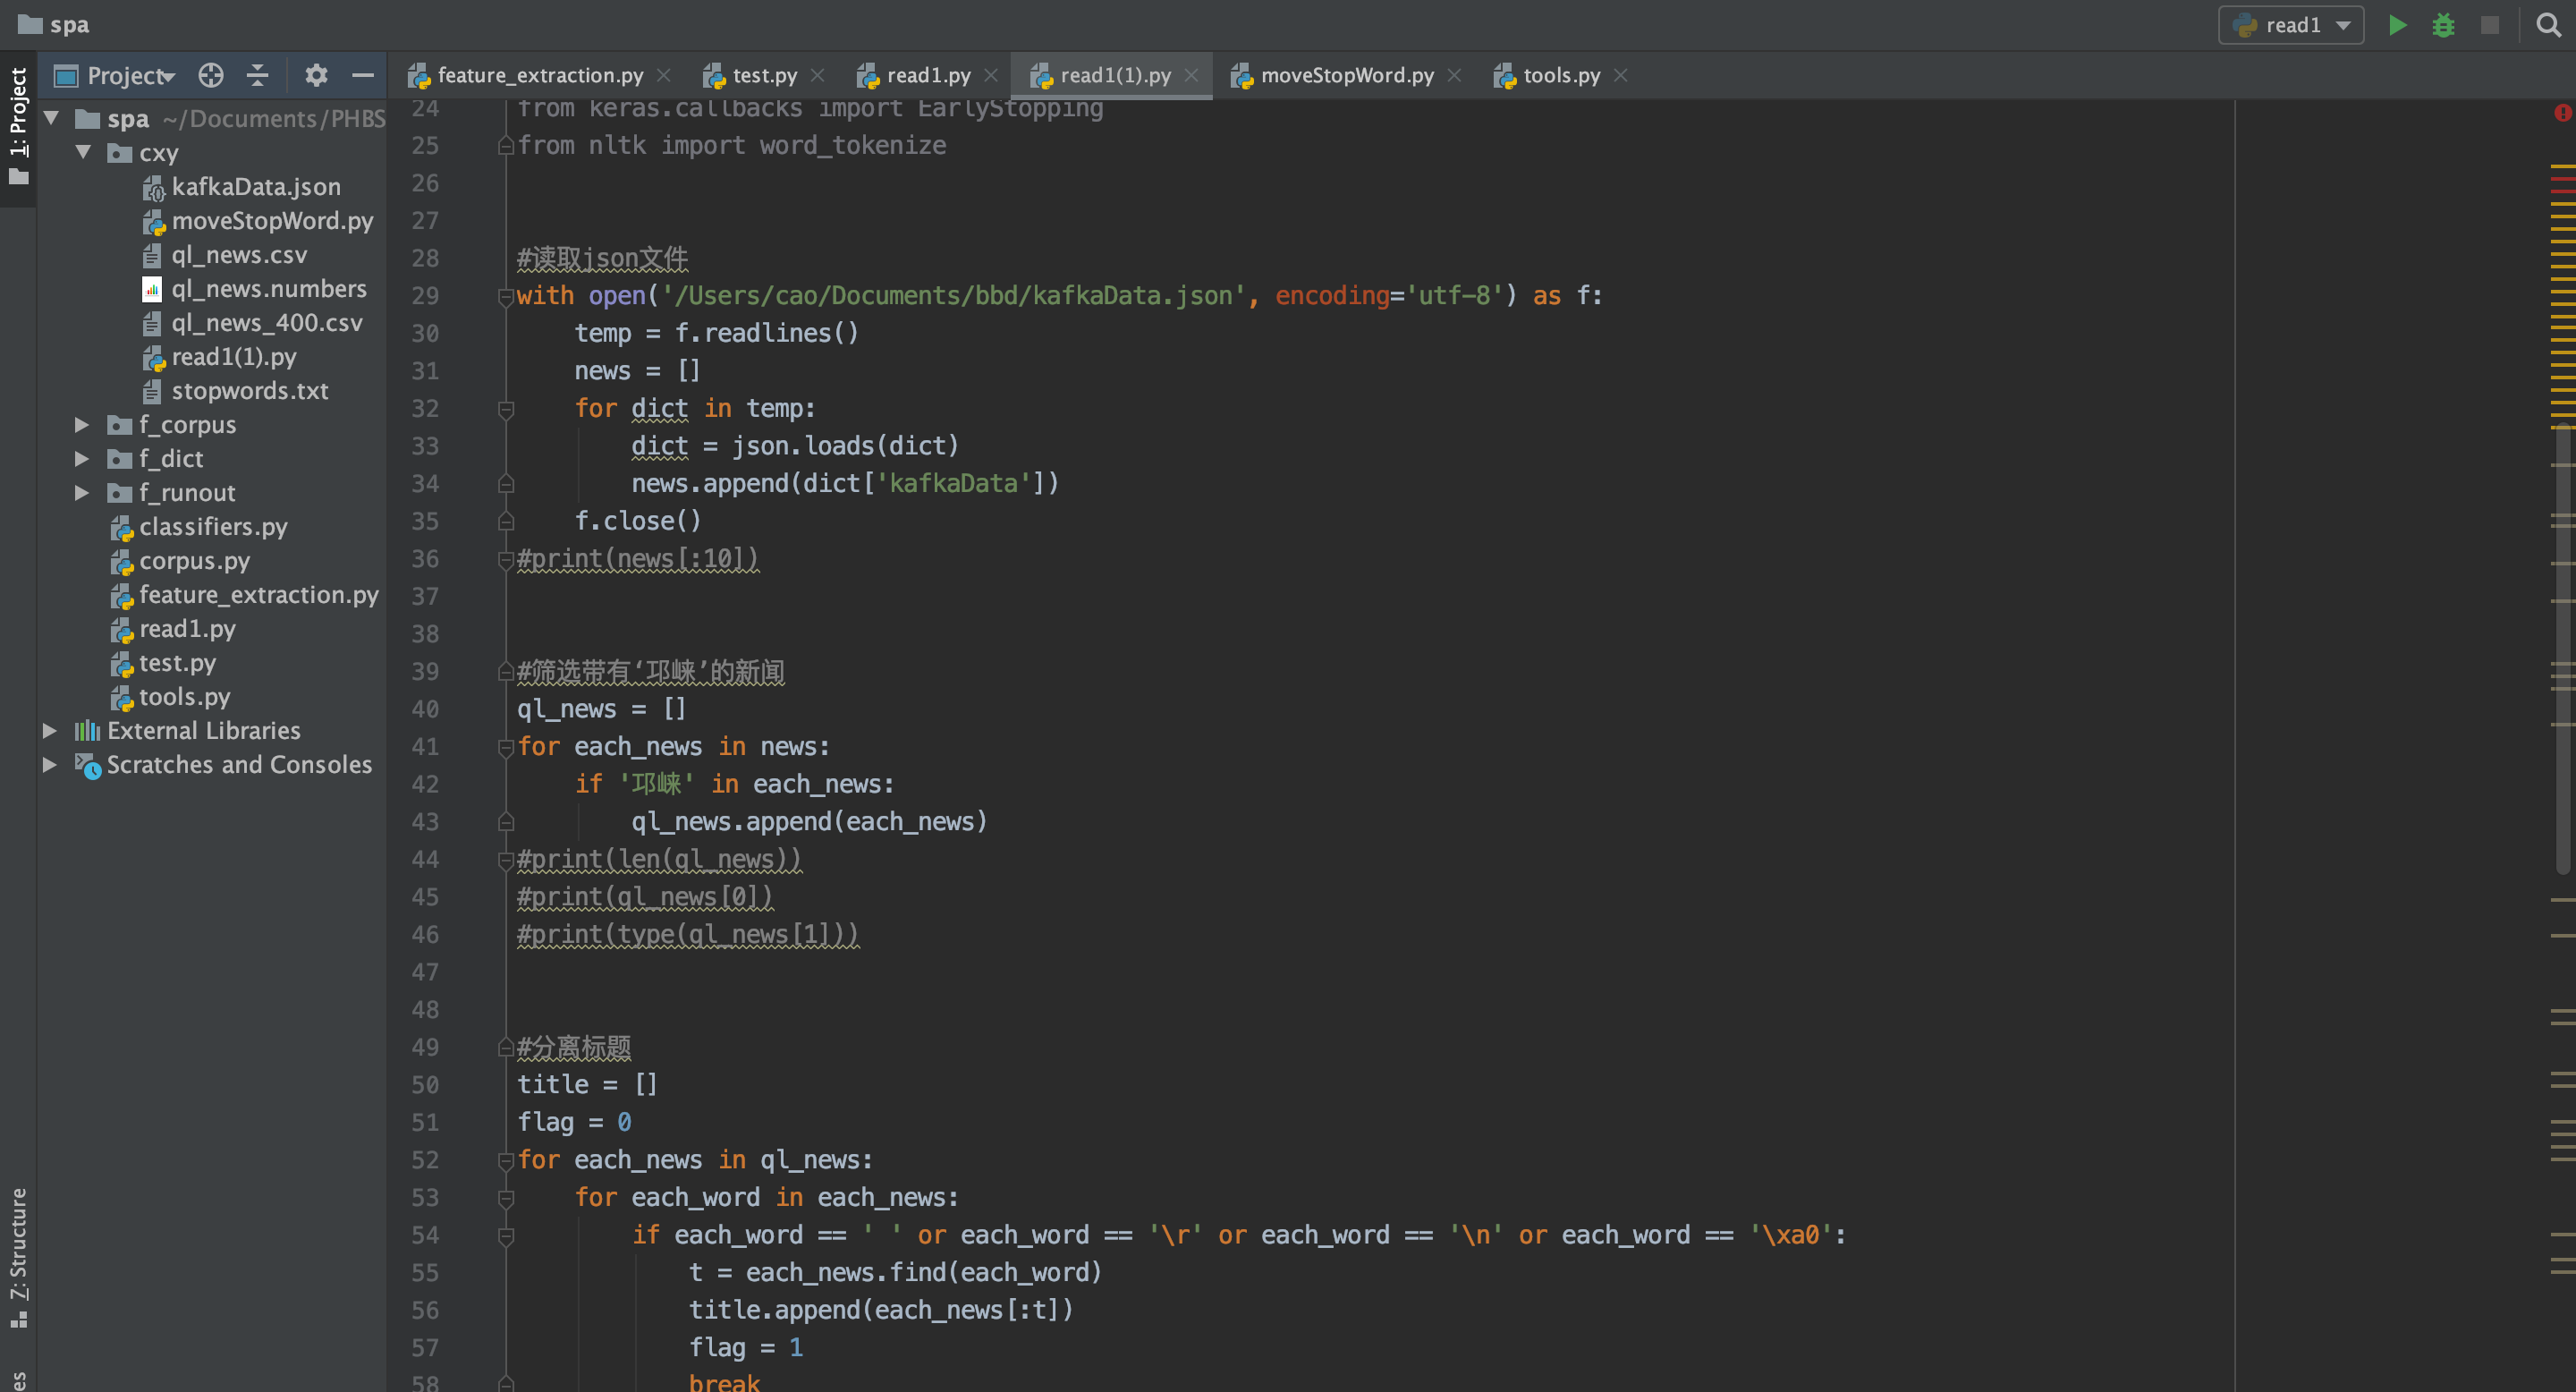 spa
read1
Project
feature_extraction.py
test.py
read1.py
read1(1).py
moveStopWord.py
tools.py
1: Project
spa ~/Documents/PHBS
cxy
kafkaData.json
moveStopWord.py
ql_news.csv
ql_news.numbers
ql_news_400.csv
read1(1).py
stopwords.txt
f_corpus
f_dict
f_runout
classifiers.py
corpus.py
feature_extraction.py
read1.py
test.py
tools.py
External Libraries
Scratches and Consoles
Z: Structure
es
24 from keras.callbacks import EarlyStopping
25 from nltk import word_tokenize
26
27
28 #读取json文件
29 with open('/Users/cao/Documents/bbd/kafkaData.json', encoding='utf-8') as f:
30     temp = f.readlines()
31     news = []
32     for dict in temp:
33         dict = json.loads(dict)
34         news.append(dict['kafkaData'])
35     f.close()
36 #print(news[:10])
37
38
39 #筛选带有‘邛崃’的新闻
40 ql_news = []
41 for each_news in news:
42     if '邛崃' in each_news:
43         ql_news.append(each_news)
44 #print(len(ql_news))
45 #print(ql_news[0])
46 #print(type(ql_news[1]))
47
48
49 #分离标题
50 title = []
51 flag = 0
52 for each_news in ql_news:
53     for each_word in each_news:
54         if each_word == ' ' or each_word == '\r' or each_word == '\n' or each_word == '\xa0':
55             t = each_news.find(each_word)
56             title.append(each_news[:t])
57             flag = 1
58             break